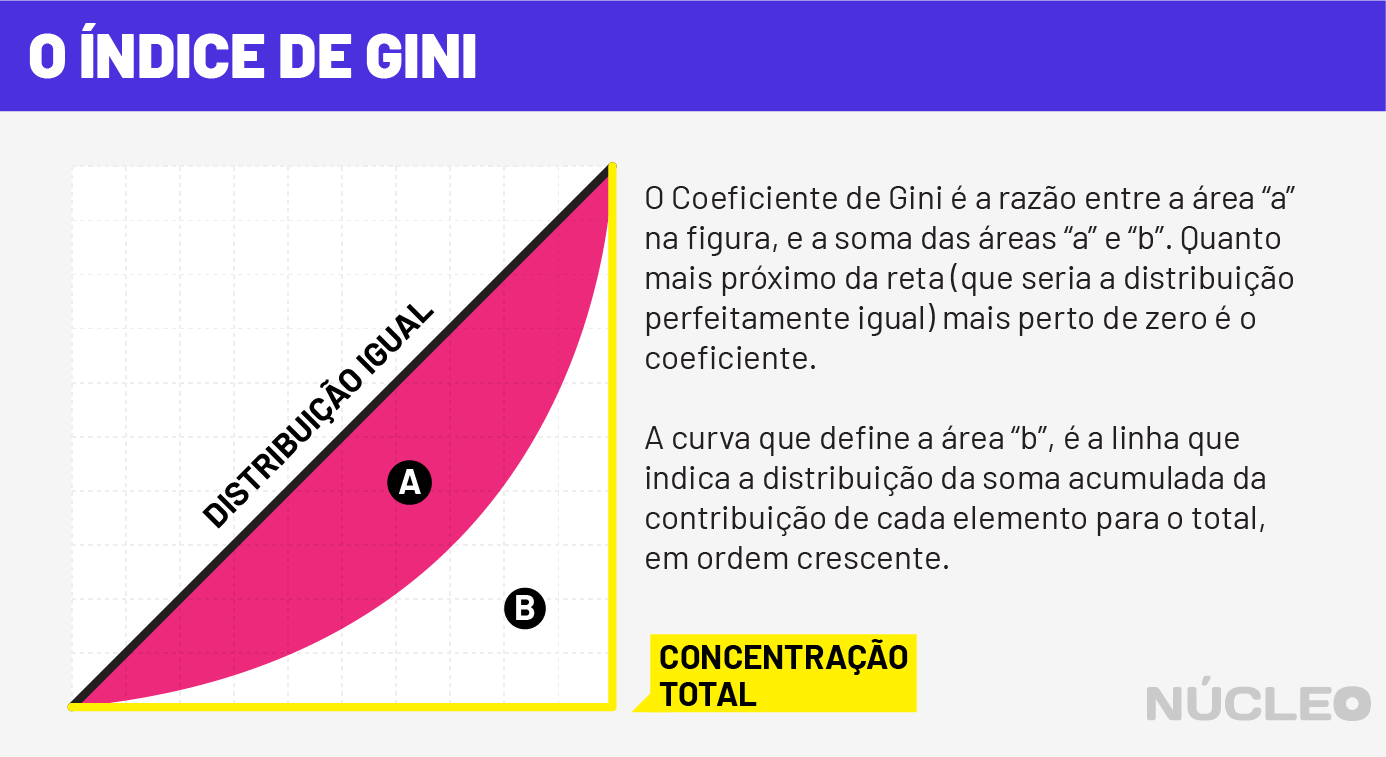 O ÍNDICE DE GINI
DISTRIBUIÇÃO IGUAL
A
B
O Coeficiente de Gini é a razão entre a área “a”
na figura, e a soma das áreas “a” e “b”. Quanto
mais próximo da reta (que seria a distribuição
perfeitamente igual) mais perto de zero é o
coeficiente.
A curva que define a área “b”, é a linha que
indica a distribuição da soma acumulada da
contribuição de cada elemento para o total,
em ordem crescente.
CONCENTRAÇÃO
TOTAL
NÚCLEO